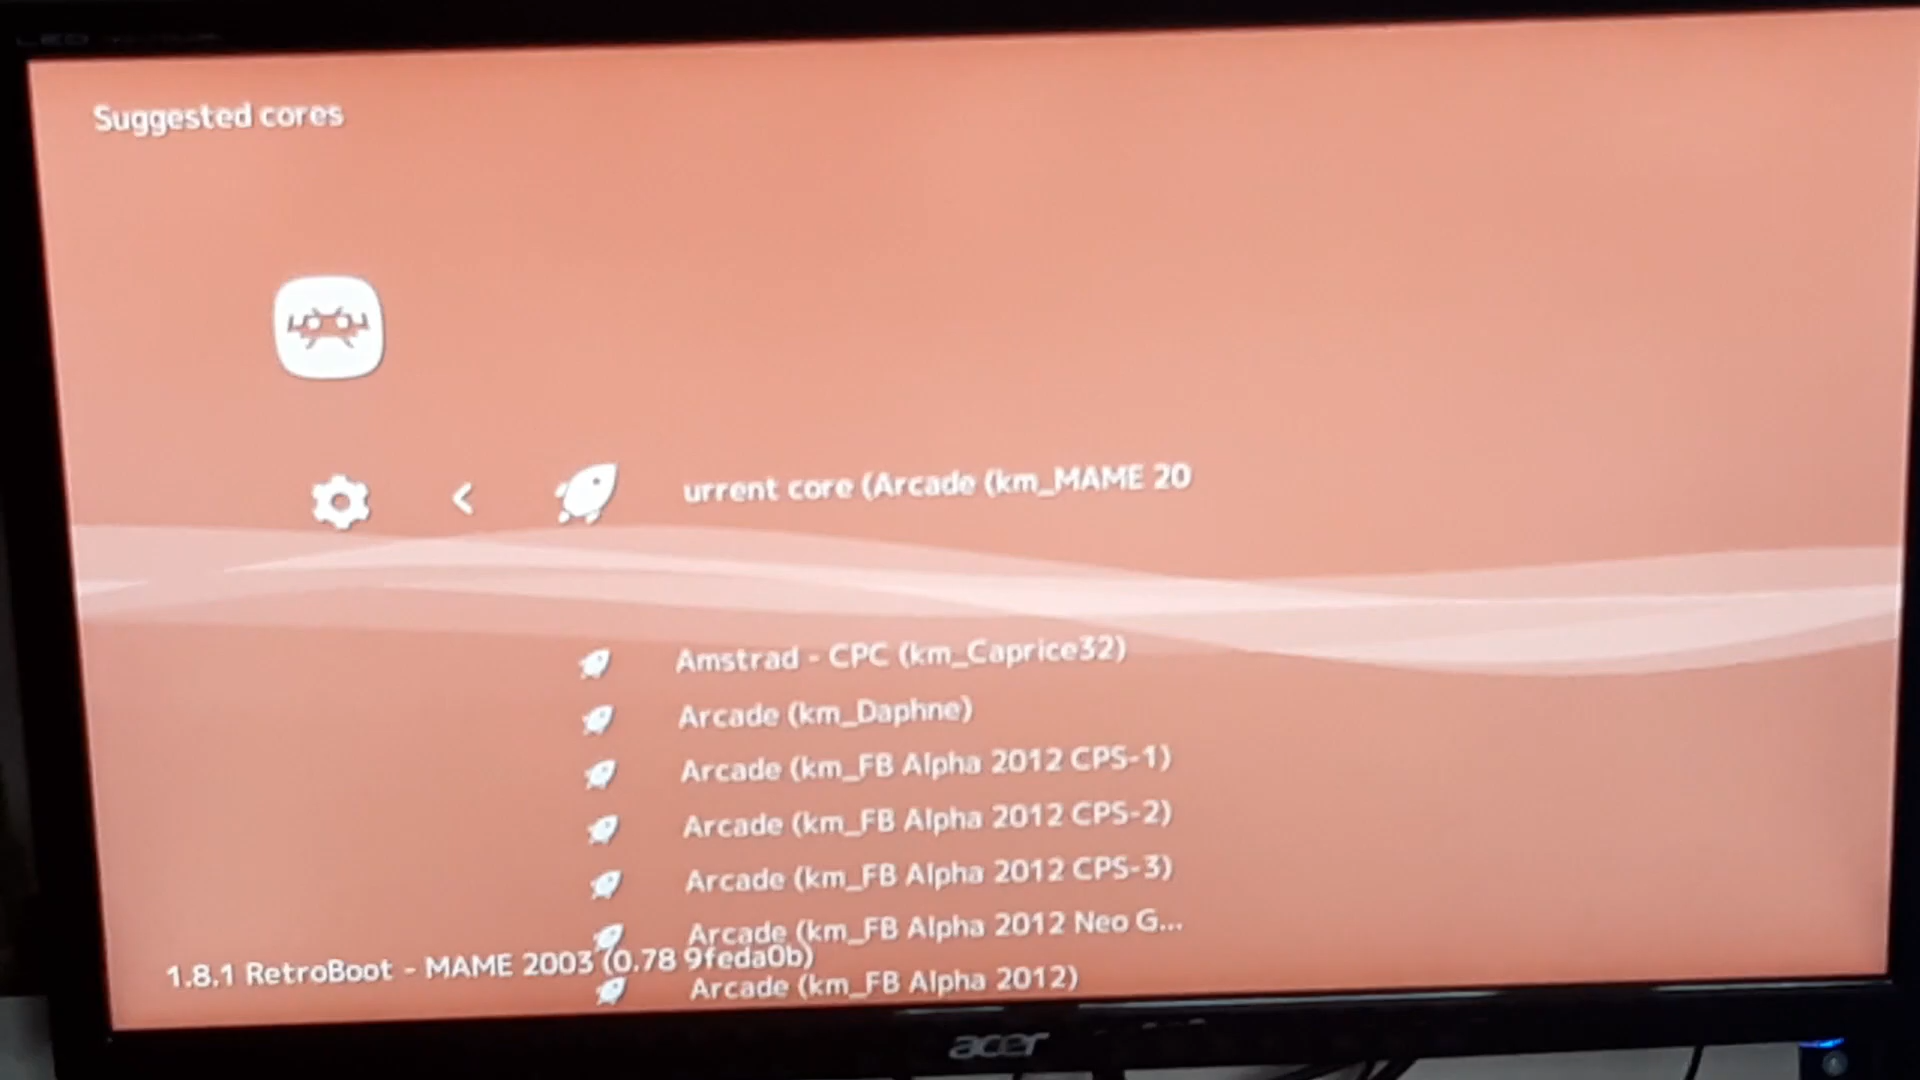 Suggested cores
urrent core (Arcade (km_MAME 20
Amstrad - CPC (km_Caprice32)
Arcade (km_Daphne)
Arcade (km_FB Alpha 2012 CPS-1)
Arcade (km_FB Alpha 2012 CPS-2)
Arcade (km_FB Alpha 2012 CPS-3)
Arcade (km_FB Alpha 2012 Neo G...
1.8.1 RetroBoot - MAME 2003 (0.78 9feda0b)
Arcade (km_FB Alpha 2012)
acer